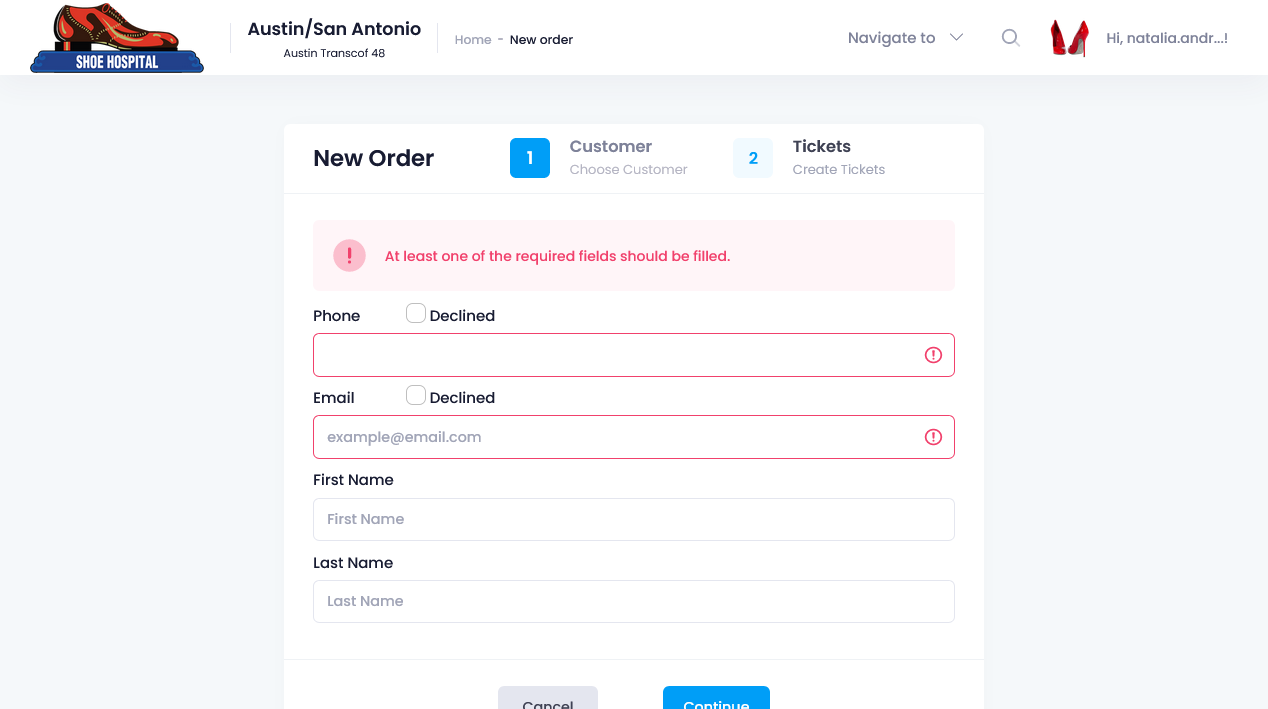 SHOE HOSPITAL
Austin/San Antonio
Austin Transcof 48
Home - New order
Navigate to
Hi, natalia.andr...!
New Order
1
Customer
Choose Customer
2
Tickets
Create Tickets
! At least one of the required fields should be filled.
Phone
Declined
Email
Declined
example@email.com
First Name
First Name
Last Name
Last Name
Cancel
Continue